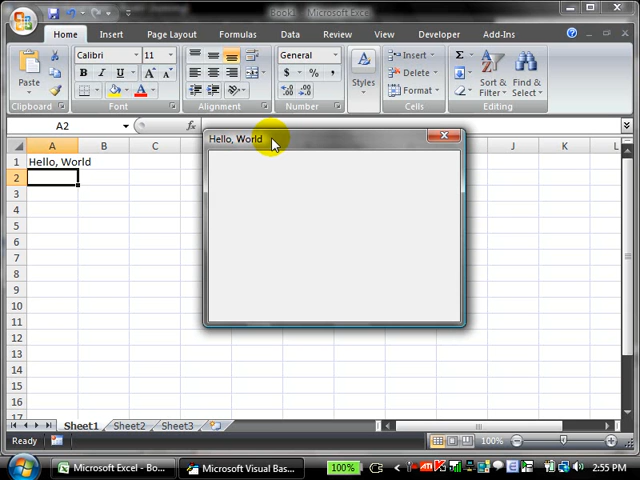 Book1 - Microsoft Excel
Home Insert Page Layout Formulas Data Review View Developer Add-Ins
Calibri 11 General Insert Σ
Paste B I U A A $ % , Styles Delete Sort & Filter Find & Select
A Format
Clipboard Font Alignment Number Cells Editing
A2 fx
Hello, World
A B C J K L
1 Hello, World
2
3
4
5
6
7
8
9
10
11
12
13
14
15
16
17
Sheet1 Sheet2 Sheet3
Ready 100%
Microsoft Excel - Bo... Microsoft Visual Bas... 100% 2:55 PM